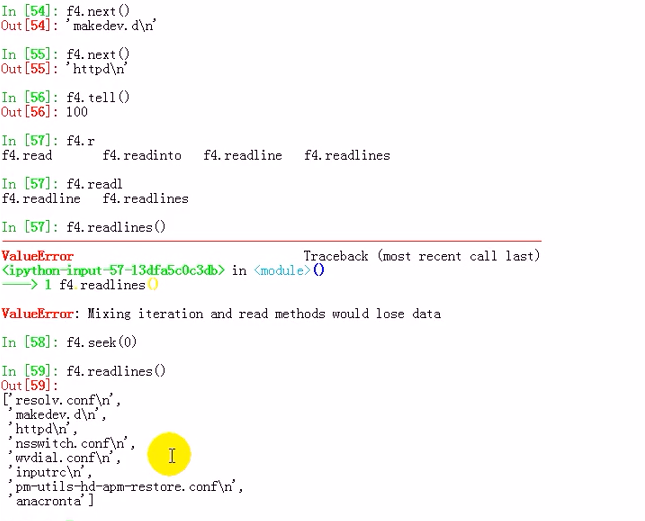 In [54]: f4.next()
Out[54]: 'makedev.d\n'
In [55]: f4.next()
Out[55]: 'httpd\n'
In [56]: f4.tell()
Out[56]: 100
In [57]: f4.r
f4.read f4.readinto f4.readline f4.readlines
In [57]: f4.readl
f4.readline f4.readlines
In [57]: f4.readlines()
ValueError Traceback (most recent call last)
<ipython-input-57-13dfa5c0c3db> in <module>()
----> 1 f4.readlines()
ValueError: Mixing iteration and read methods would lose data
In [58]: f4.seek(0)
In [59]: f4.readlines()
Out[59]:
['resolv.conf\n',
'makedev.d\n',
'httpd\n',
'nsswitch.conf\n',
'wvdial.conf\n',
'inputrc\n',
'pm-utils-hd-apm-restore.conf\n',
'anacronta']